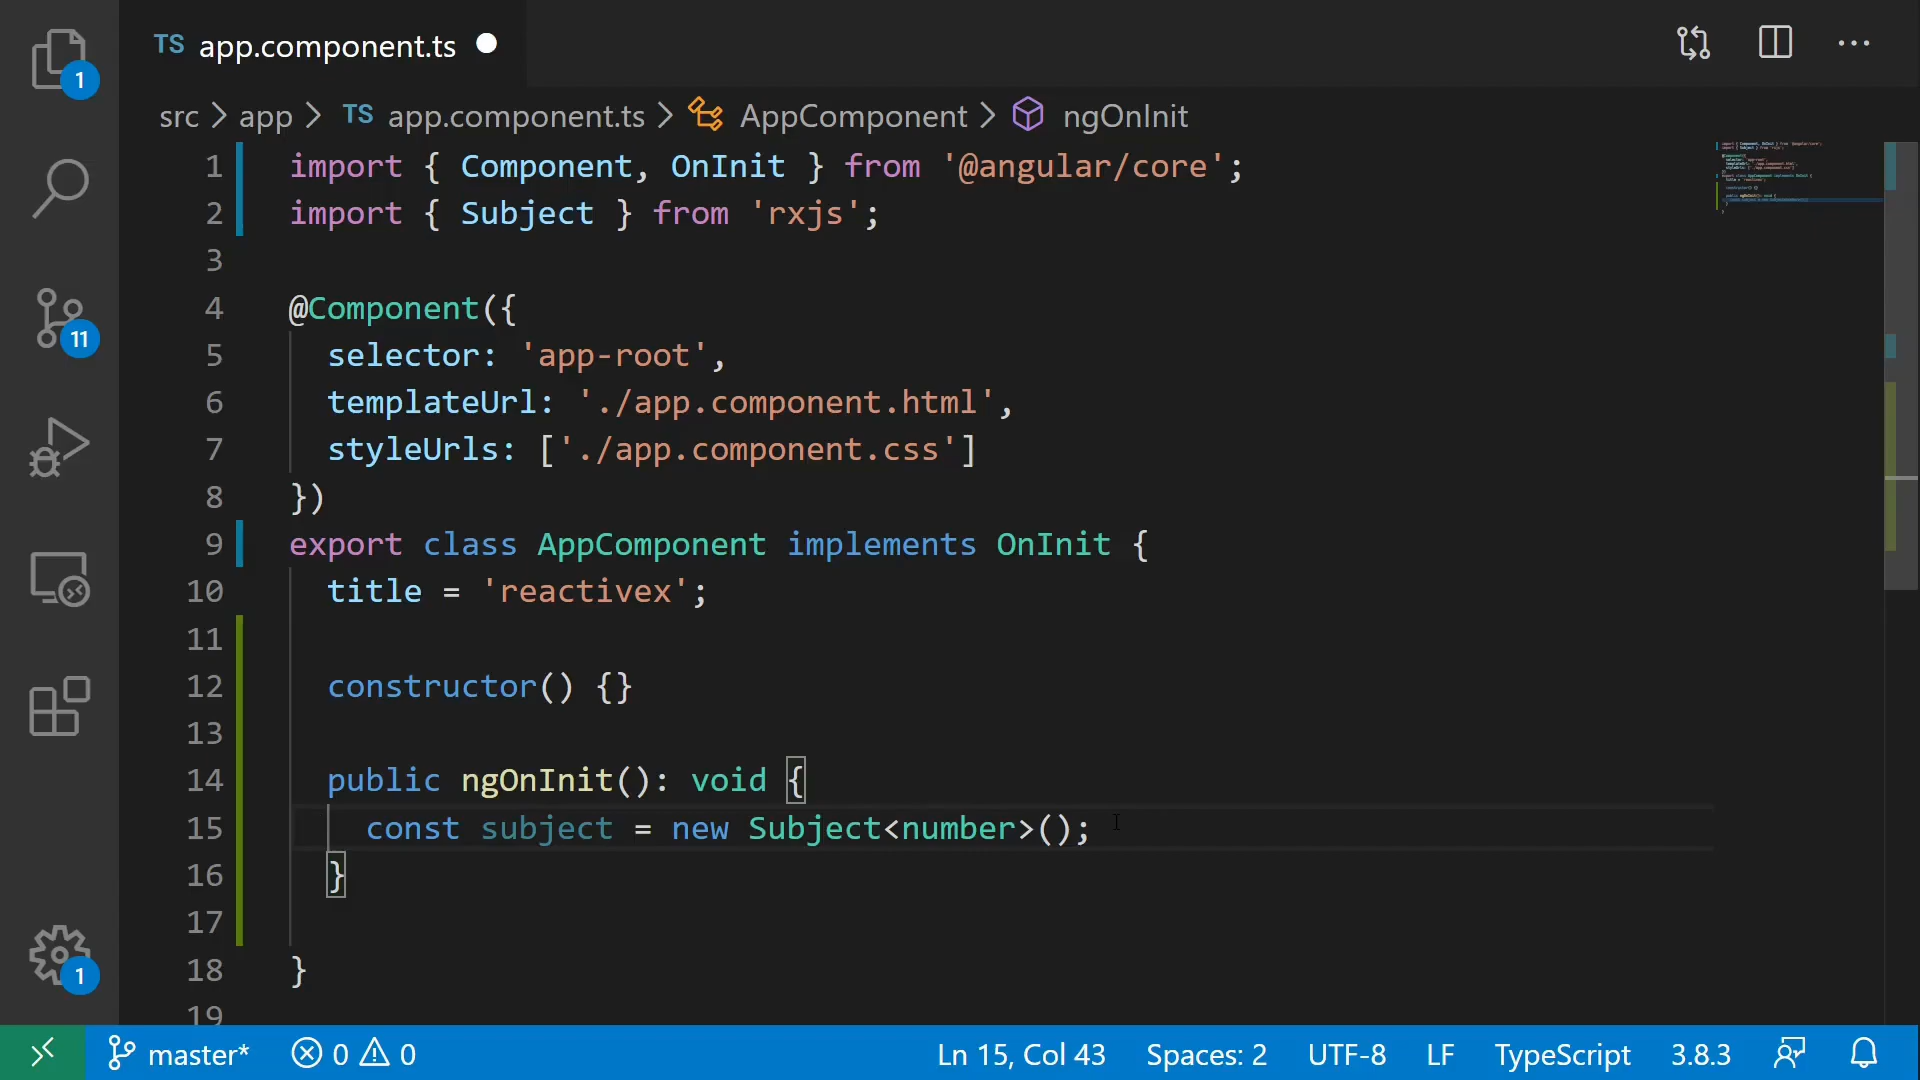 TS app.component.ts
1
src > app > TS app.component.ts > AppComponent > ngOnInit
1 import { Component, OnInit } from '@angular/core';
2 import { Subject } from 'rxjs';
3
4 @Component({
5 selector: 'app-root',
6 templateUrl: './app.component.html',
7 styleUrls: ['./app.component.css']
8 })
9 export class AppComponent implements OnInit {
10 title = 'reactivex';
11
12 constructor() {}
13
14 public ngOnInit(): void {
15 const subject = new Subject<number>();
16 }
17
18 }
19
11
1
master* 0 0 Ln 15, Col 43 Spaces: 2 UTF-8 LF TypeScript 3.8.3